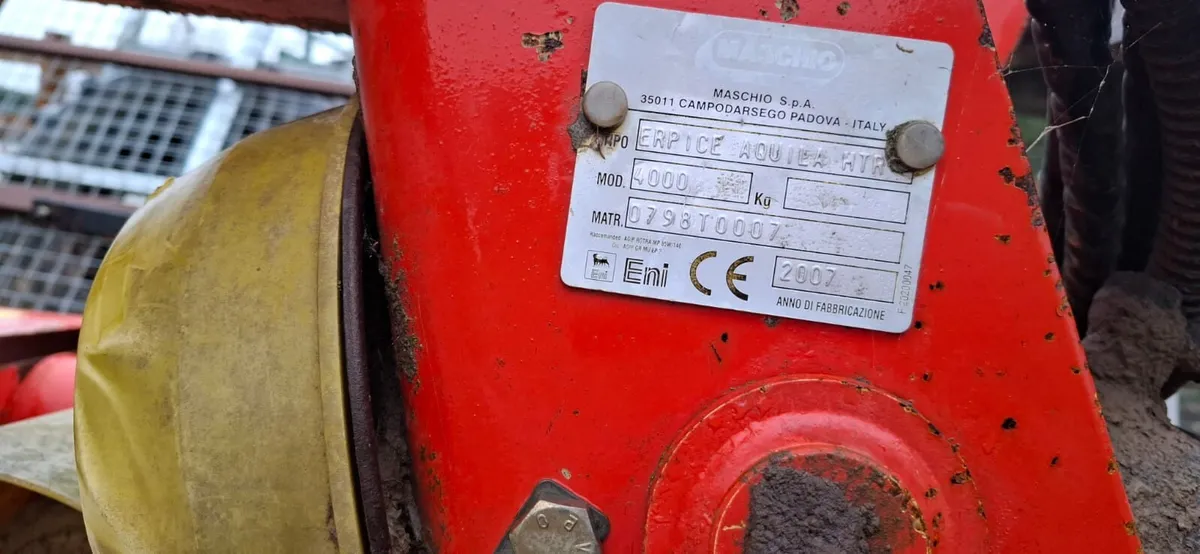 MASCHIO
MASCHIO S.p.A.
35011 CAMPODARSEGO PADOVA - ITALY
ERPICE AQUILA HTR
MOD. 4000 Kg
MATR. 0798T0007
Eni Eni CE 2007
ANNO DI FABBRICAZIONE